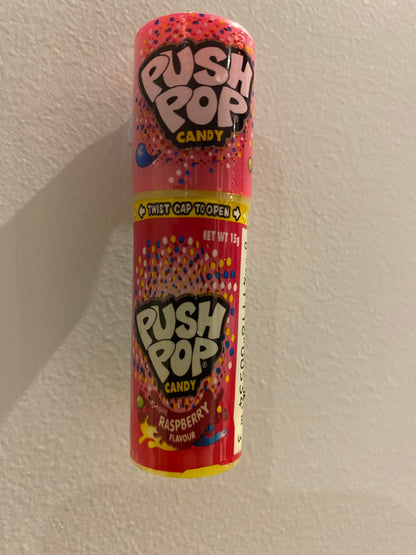 PUSH
POP®
CANDY
TWIST CAP TO OPEN
NET WT 15g
PUSH
POP®
CANDY
RASPBERRY
FLAVOUR